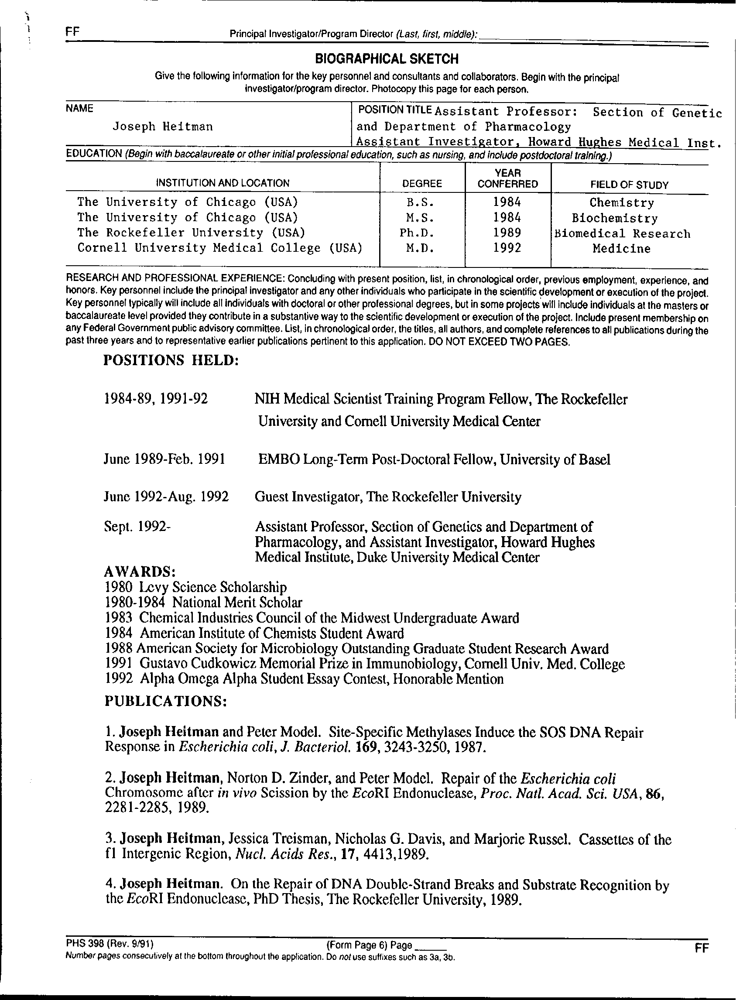 FF
Principal Investigator/Program Director (Last, first, middle):
BIOGRAPHICAL SKETCH
Give the following information for the key personnel and consultants and collaborators. Begin with the principal
investigator/program director. Photocopy this page for each person.
NAME
Joseph Heitman
POSITION TITLE Assistant Professor: Section of Genetic
and Department of Pharmacology
Assistant Investigator, Howard Hughes Medical Inst.
EDUCATION (Begin with baccalaureate or other initial professional education, such as nursing, and include postdoctoral training.)
INSTITUTION AND LOCATION DEGREE YEAR CONFERRED FIELD OF STUDY
The University of Chicago (USA) B.S. 1984 Chemistry
The University of Chicago (USA) M.S. 1984 Biochemistry
The Rockefeller University (USA) Ph.D. 1989 Biomedical Research
Cornell University Medical College (USA) M.D. 1992 Medicine
RESEARCH AND PROFESSIONAL EXPERIENCE: Concluding with present position, list, in chronological order, previous employment, experience, and
honors. Key personnel include the principal investigator and any other individuals who participate in the scientific development or execution of the project.
Key personnel typically will include all individuals with doctoral or other professional degrees, but in some projects will include individuals at the masters or
baccalaureate level provided they contribute in a substantive way to the scientific development or execution of the project. Include present membership on
any Federal Government public advisory committee. List, in chronological order, the titles, all authors, and complete references to all publications during the
past three years and to representative earlier publications pertinent to this application. DO NOT EXCEED TWO PAGES.
POSITIONS HELD:
1984-89, 1991-92 NIH Medical Scientist Training Program Fellow, The Rockefeller
University and Cornell University Medical Center
June 1989-Feb. 1991 EMBO Long-Term Post-Doctoral Fellow, University of Basel
June 1992-Aug. 1992 Guest Investigator, The Rockefeller University
Sept. 1992- Assistant Professor, Section of Genetics and Department of
Pharmacology, and Assistant Investigator, Howard Hughes
Medical Institute, Duke University Medical Center
AWARDS:
1980 Levy Science Scholarship
1980-1984 National Merit Scholar
1983 Chemical Industries Council of the Midwest Undergraduate Award
1984 American Institute of Chemists Student Award
1988 American Society for Microbiology Outstanding Graduate Student Research Award
1991 Gustavo Cudkowicz Memorial Prize in Immunobiology, Cornell Univ. Med. College
1992 Alpha Omega Alpha Student Essay Contest, Honorable Mention
PUBLICATIONS:
1. Joseph Heitman and Peter Model. Site-Specific Methylases Induce the SOS DNA Repair
Response in Escherichia coli, J. Bacteriol. 169, 3243-3250, 1987.
2. Joseph Heitman, Norton D. Zinder, and Peter Model. Repair of the Escherichia coli
Chromosome after in vivo Scission by the EcoRI Endonuclease, Proc. Natl. Acad. Sci. USA, 86,
2281-2285, 1989.
3. Joseph Heitman, Jessica Treisman, Nicholas G. Davis, and Marjorie Russel. Cassettes of the
f1 Intergenic Region, Nucl. Acids Res., 17, 4413,1989.
4. Joseph Heitman. On the Repair of DNA Double-Strand Breaks and Substrate Recognition by
the EcoRI Endonuclease, PhD Thesis, The Rockefeller University, 1989.
PHS 398 (Rev. 9/91) (Form Page 6) Page FF
Number pages consecutively at the bottom throughout the application. Do not use suffixes such as 3a, 3b.